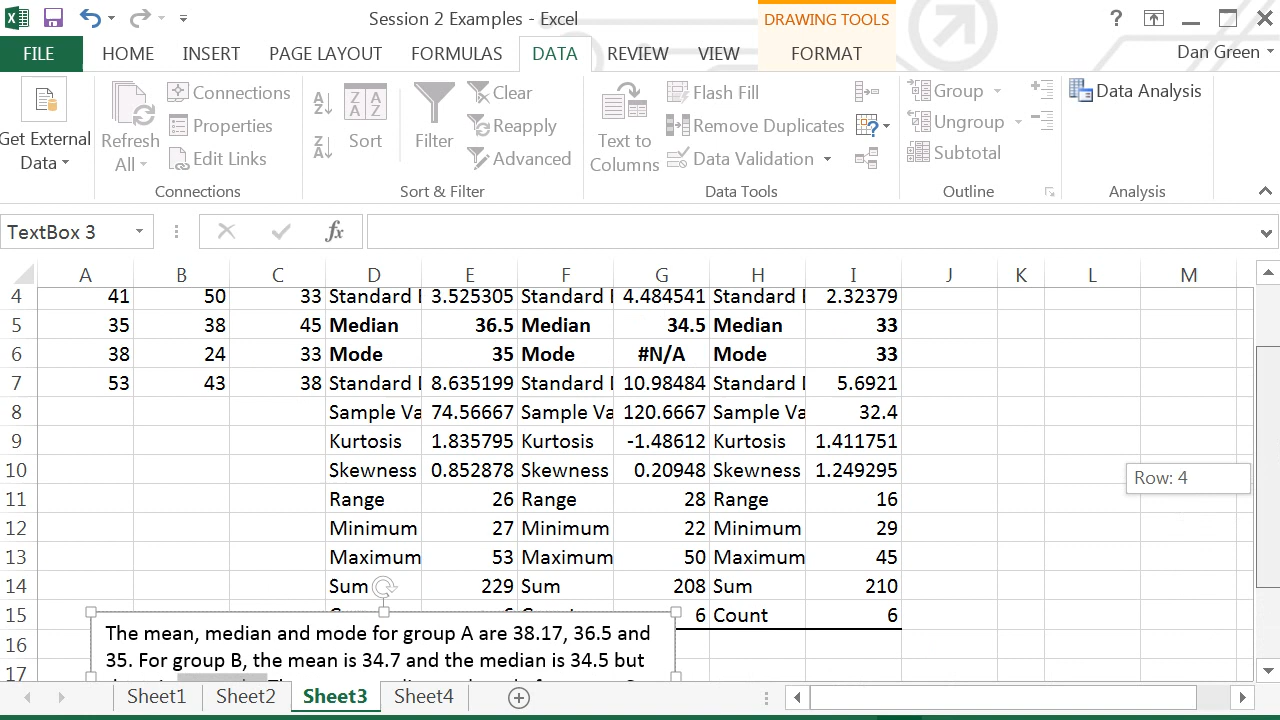 Session 2 Examples - Excel
DRAWING TOOLS
?
FILE HOME INSERT PAGE LAYOUT FORMULAS DATA REVIEW VIEW FORMAT Dan Green
Get External Data
Refresh All
Connections
Properties
Edit Links
Connections
A Z
Z A
Z A A Z
Sort
Filter
Clear
Reapply
Advanced
Sort & Filter
Text to Columns
Flash Fill
Remove Duplicates
Data Validation
Data Tools
Group
Ungroup
Subtotal
Outline
Data Analysis
Analysis
TextBox 3 fx
A B C D E F G H I J K L M
4 41 50 33 Standard 3.525305 Standard 4.484541 Standard 2.32379
5 35 38 45 Median 36.5 Median 34.5 Median 33
6 38 24 33 Mode 35 Mode #N/A Mode 33
7 53 43 38 Standard 8.635199 Standard 10.98484 Standard 5.6921
8 Sample Va 74.56667 Sample Va 120.6667 Sample Va 32.4
9 Kurtosis 1.835795 Kurtosis -1.48612 Kurtosis 1.411751
10 Skewness 0.852878 Skewness 0.20948 Skewness 1.249295
11 Range 26 Range 28 Range 16
12 Minimum 27 Minimum 22 Minimum 29
13 Maximum 53 Maximum 50 Maximum 45
14 Sum 229 Sum 208 Sum 210
15 6 Count 6
16
17
Row: 4
The mean, median and mode for group A are 38.17, 36.5 and
35. For group B, the mean is 34.7 and the median is 34.5 but
Sheet1 Sheet2 Sheet3 Sheet4